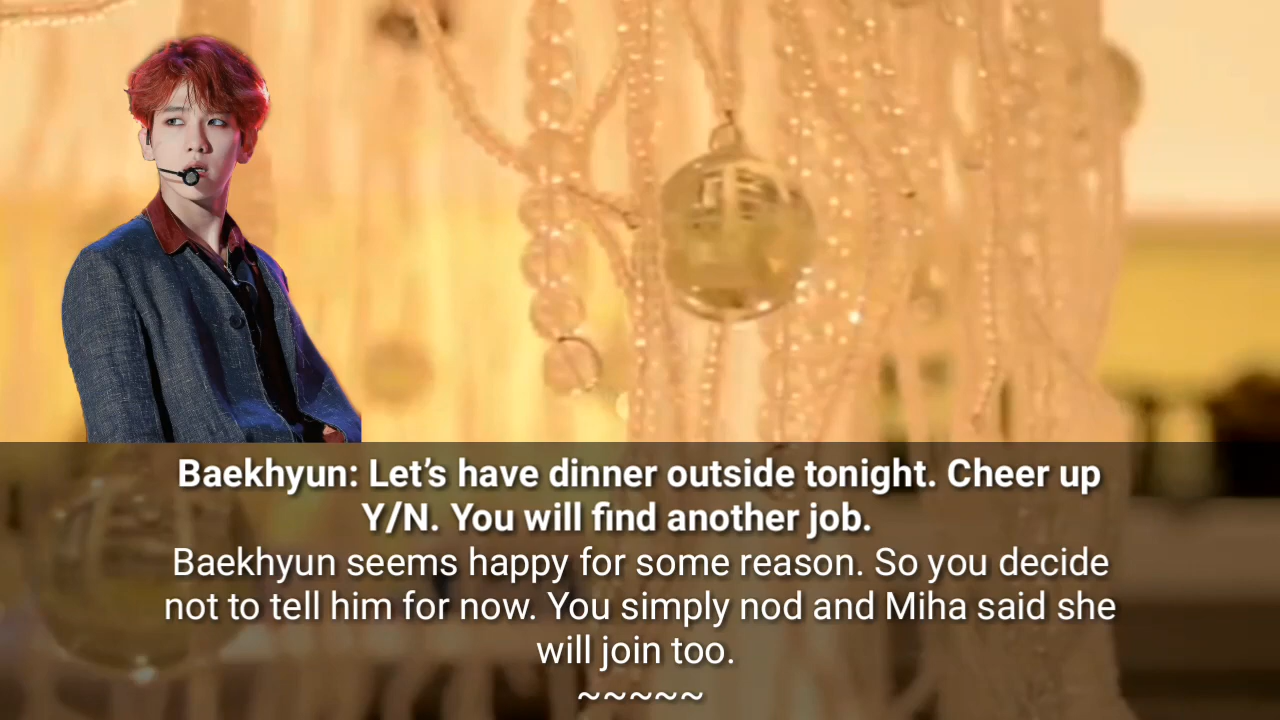 Baekhyun: Let’s have dinner outside tonight. Cheer up
Y/N. You will find another job.
Baekhyun seems happy for some reason. So you decide
not to tell him for now. You simply nod and Miha said she
will join too.
~~~~~